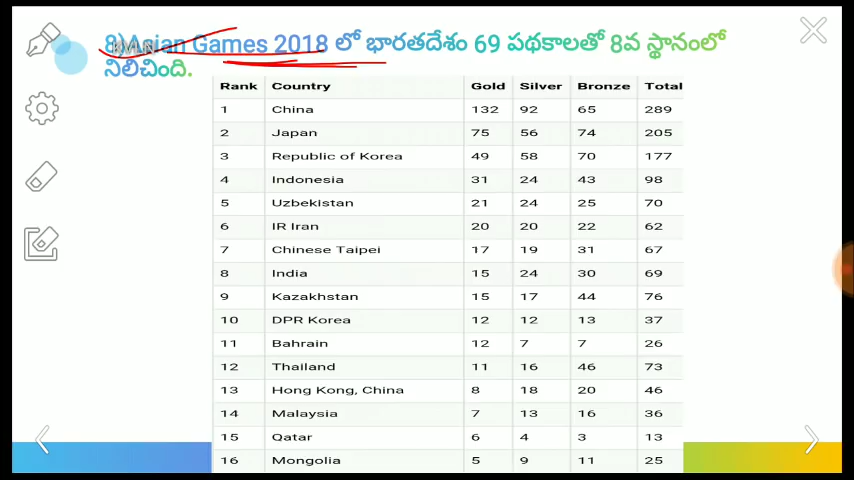 8)Asian Games 2018 లో భారతదేశం 69 పథకాలతో 8వ స్థానంలో
నిలిచింది.
Rank Country Gold Silver Bronze Total
1 China 132 92 65 289
2 Japan 75 56 74 205
3 Republic of Korea 49 58 70 177
4 Indonesia 31 24 43 98
5 Uzbekistan 21 24 25 70
6 IR Iran 20 20 22 62
7 Chinese Taipei 17 19 31 67
8 India 15 24 30 69
9 Kazakhstan 15 17 44 76
10 DPR Korea 12 12 13 37
11 Bahrain 12 7 7 26
12 Thailand 11 16 46 73
13 Hong Kong, China 8 18 20 46
14 Malaysia 7 13 16 36
15 Qatar 6 4 3 13
16 Mongolia 5 9 11 25